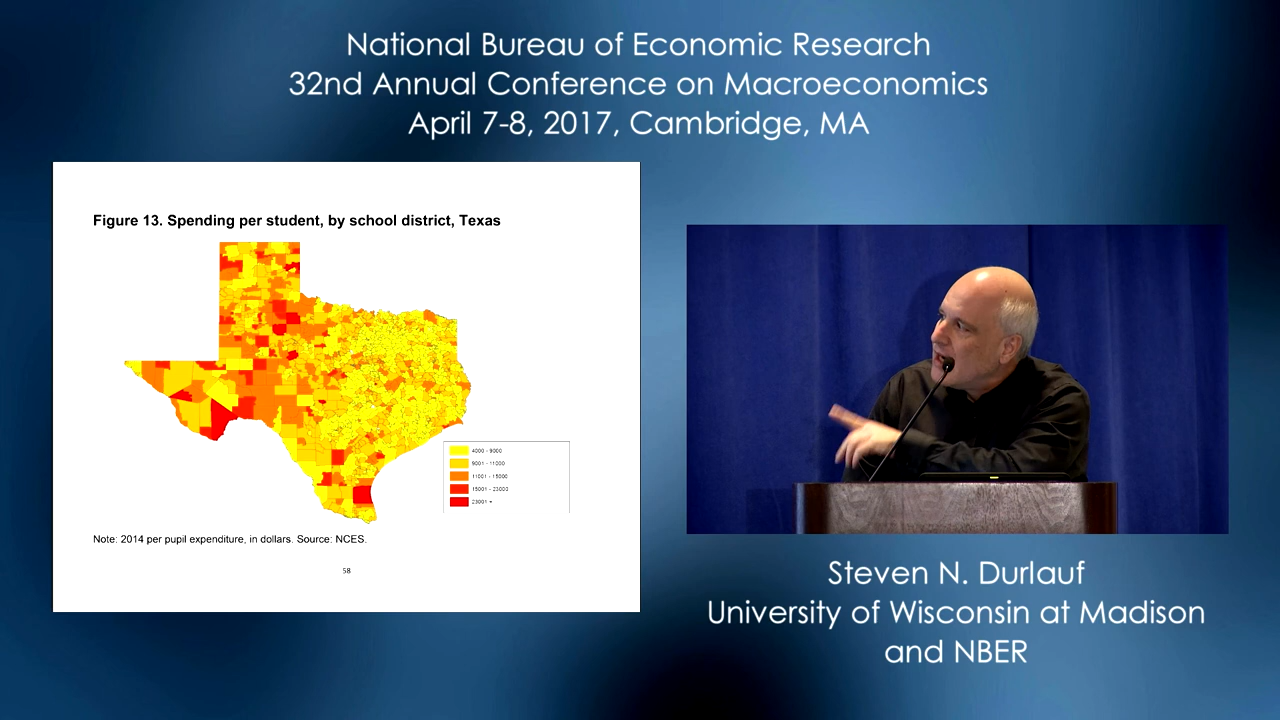 National Bureau of Economic Research
32nd Annual Conference on Macroeconomics
April 7-8, 2017, Cambridge, MA
Figure 13. Spending per student, by school district, Texas
4000 - 9000
9001 - 11000
11001 - 15000
15001 - 23000
23001 +
Note: 2014 per pupil expenditure, in dollars. Source: NCES.
58
Steven N. Durlauf
University of Wisconsin at Madison
and NBER